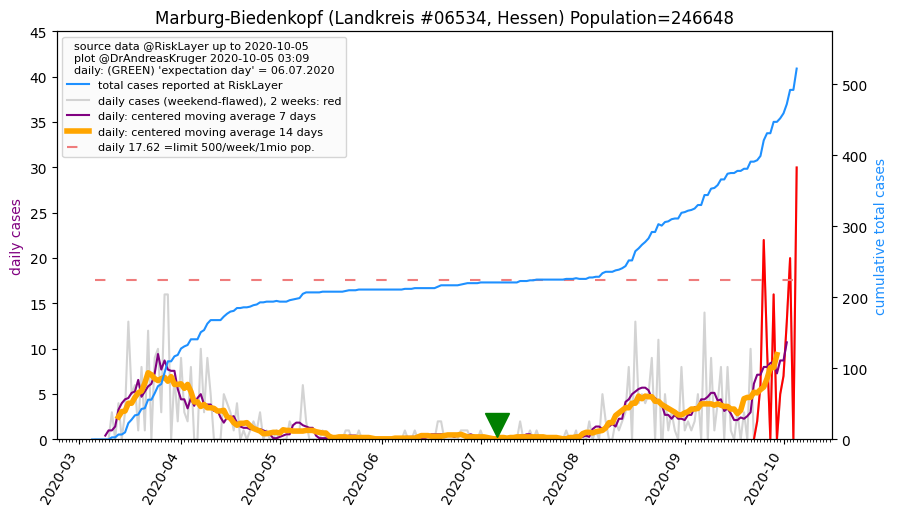 Marburg-Biedenkopf (Landkreis #06534, Hessen) Population=246648
source data @RiskLayer up to 2020-10-05
plot @DrAndreasKruger 2020-10-05 03:09
daily: (GREEN) 'expectation day' = 06.07.2020
total cases reported at RiskLayer
daily cases (weekend-flawed), 2 weeks: red
daily: centered moving average 7 days
daily: centered moving average 14 days
daily 17.62 =limit 500/week/1mio pop.
daily cases
45
40
35
30
25
20
15
10
5
0
cumulative total cases
500
400
300
200
100
0
2020-03
2020-04
2020-05
2020-06
2020-07
2020-08
2020-09
2020-10